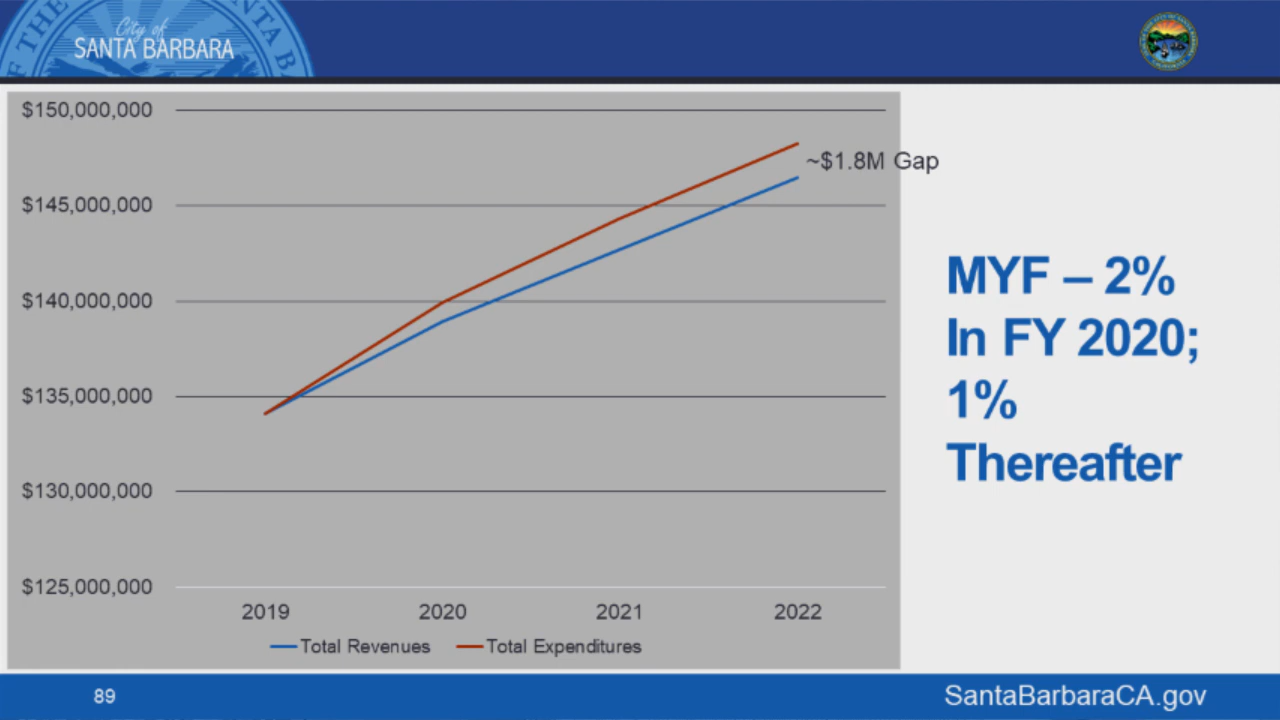 City of
SANTA BARBARA
$150,000,000
~$1.8M Gap
$145,000,000
$140,000,000
$135,000,000
$130,000,000
$125,000,000
2019 2020 2021 2022
Total Revenues Total Expenditures
MYF – 2%
In FY 2020;
1%
Thereafter
89
SantaBarbaraCA.gov